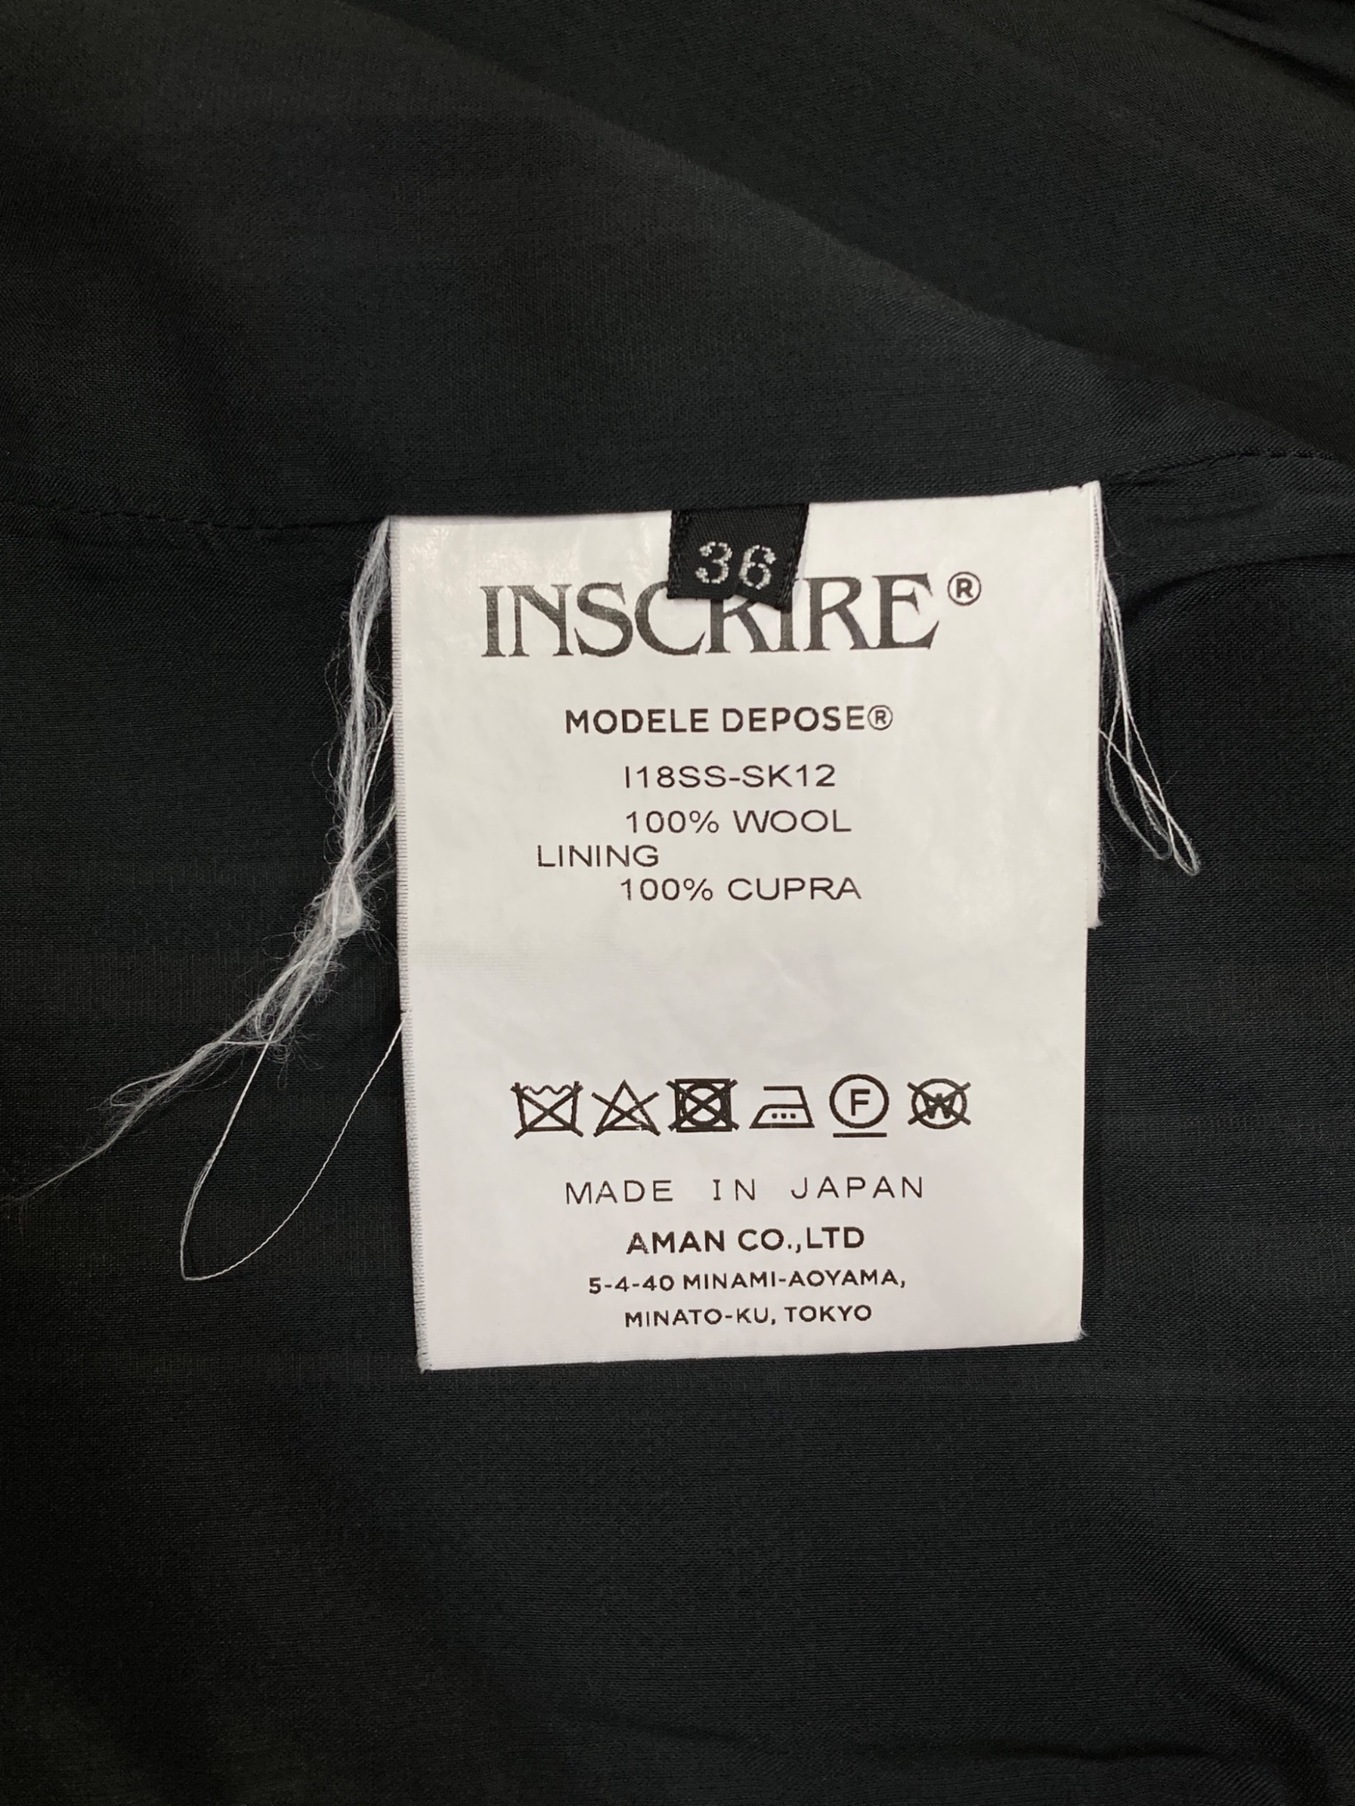 36
INSCRIRE®
MODELE DEPOSE®
I18SS-SK12
100% WOOL
LINING
100% CUPRA
F W
MADE IN JAPAN
AMAN CO.,LTD
5-4-40 MINAMI-AOYAMA,
MINATO-KU, TOKYO